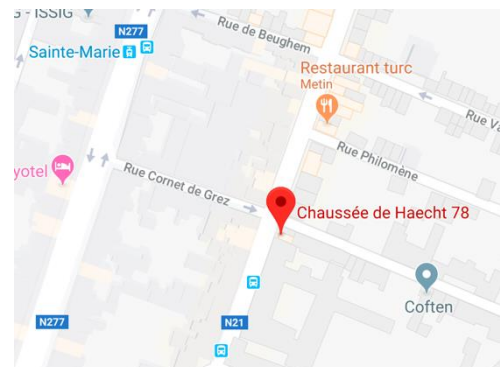 - ISSIG
N277
Rue de Beughem
Sainte-Marie
Restaurant turc
Metin
Rue Va
Rue Philomène
yotel
Rue Cornet de Grez
Chaussée de Haecht 78
Coften
N277
N21